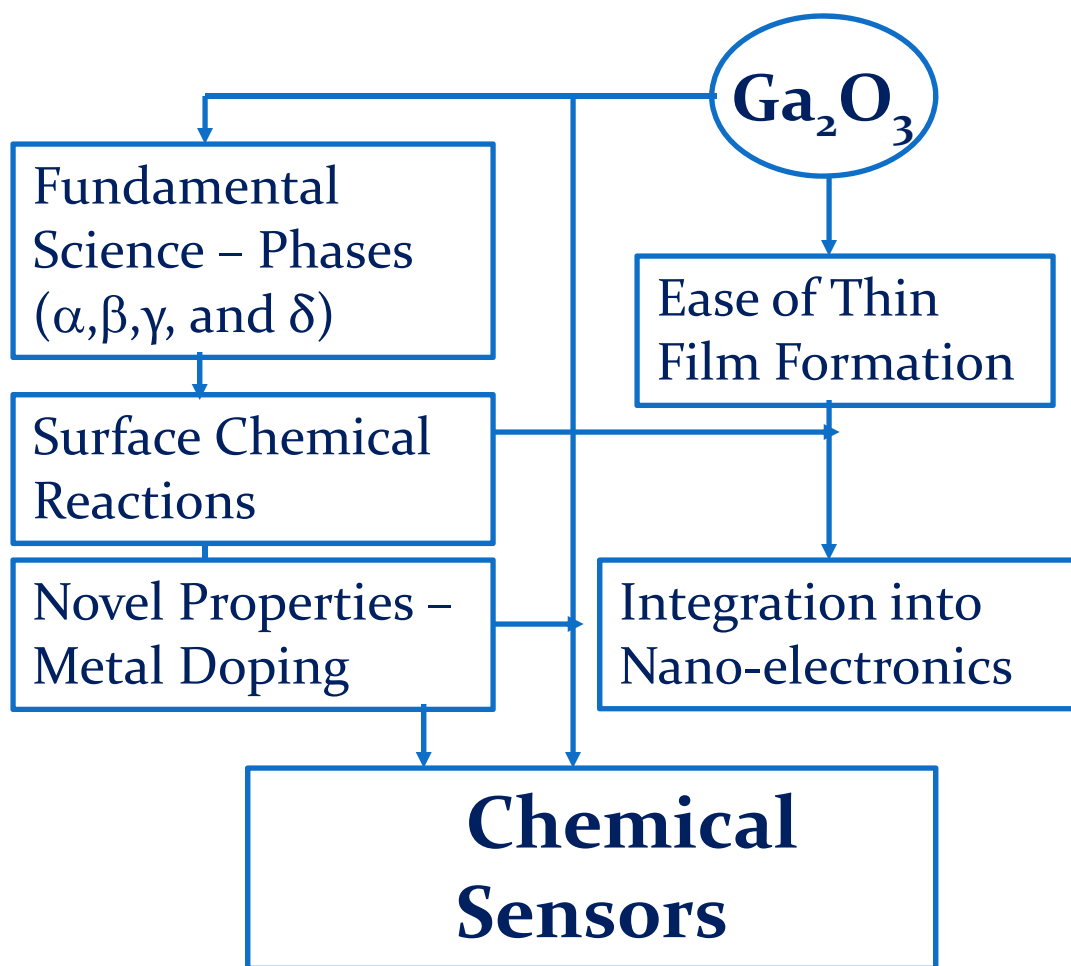 Ga₂O₃
Fundamental
Science – Phases
(α,β,γ, and δ)
Ease of Thin
Film Formation
Surface Chemical
Reactions
Novel Properties –
Metal Doping
Integration into
Nano-electronics
Chemical
Sensors